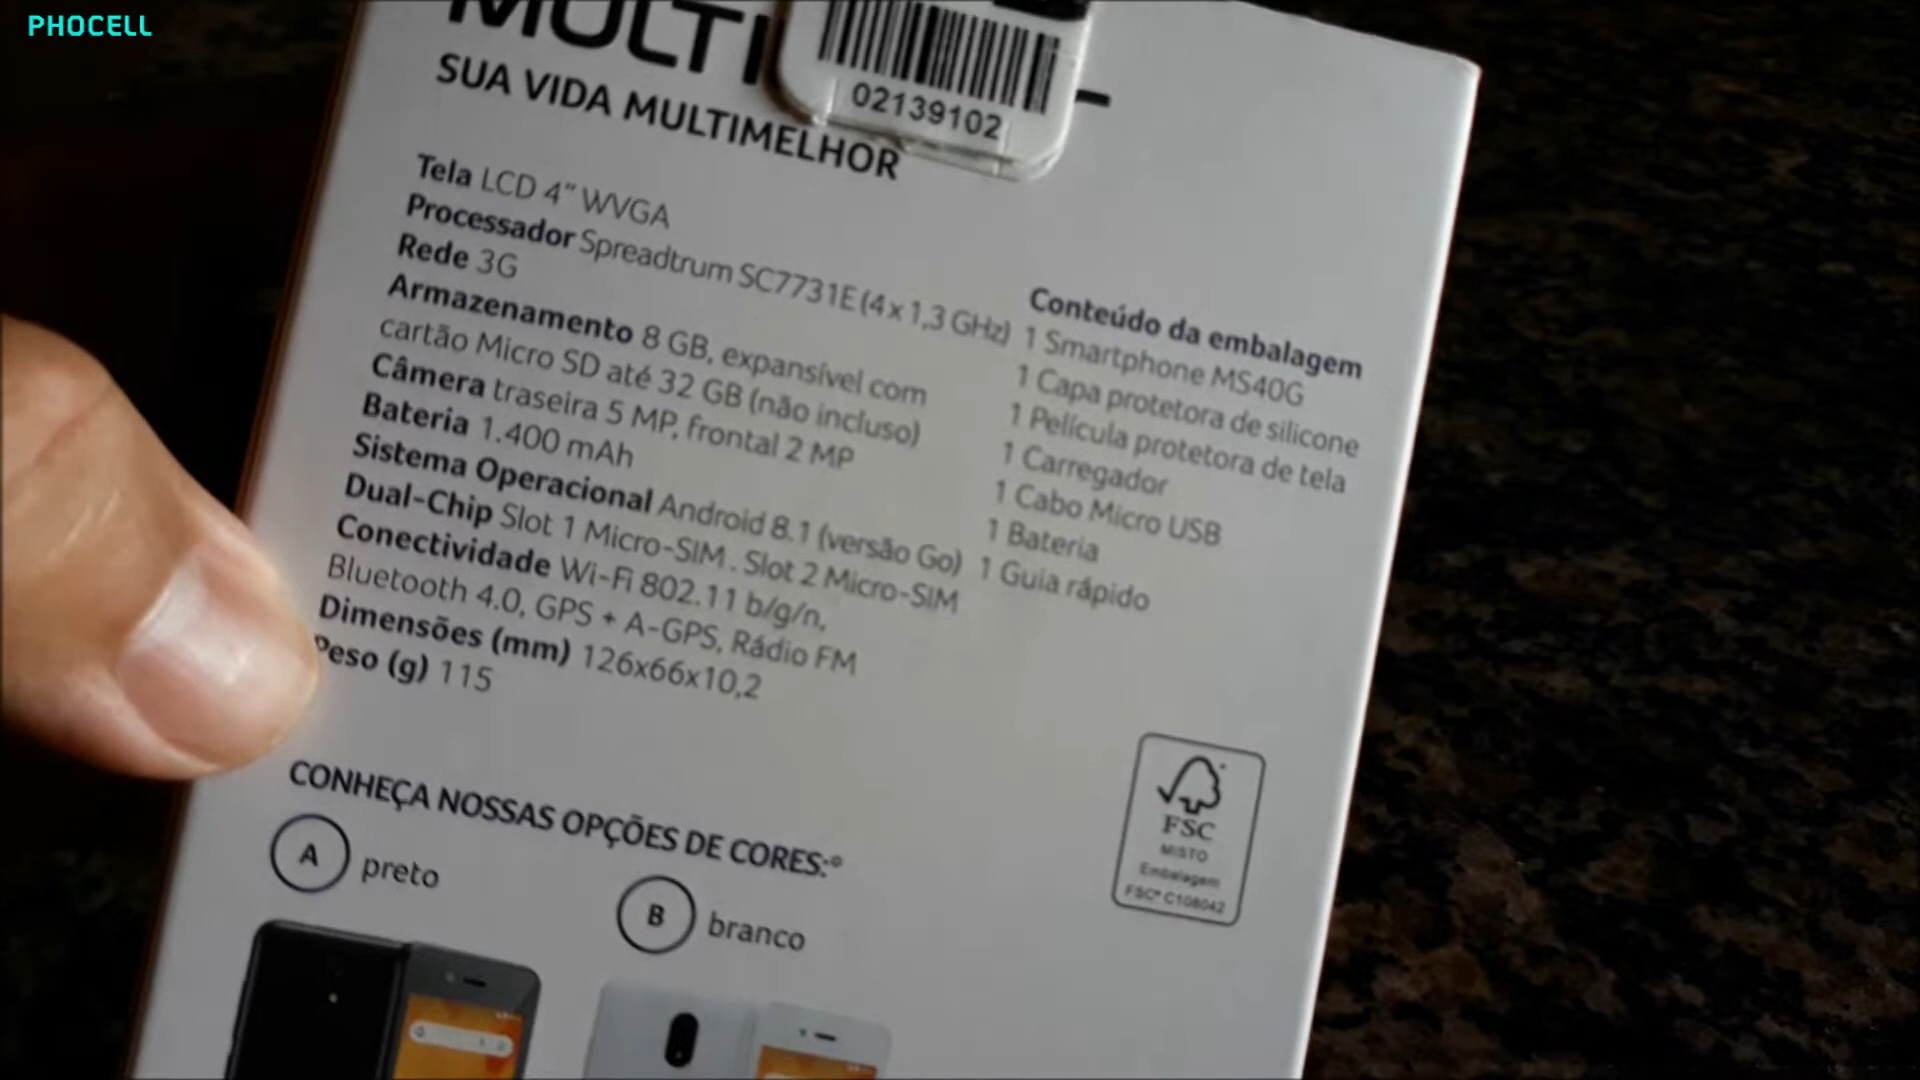 PHOCELL
MULTI
02139102
SUA VIDA MULTIMELHOR
Tela LCD 4” WVGA
Processador Spreadtrum SC7731E (4 x 1,3 GHz)
Rede 3G
Armazenamento 8 GB, expansível com
cartão Micro SD até 32 GB (não incluso)
Câmera traseira 5 MP, frontal 2 MP
Bateria 1.400 mAh
Sistema Operacional Android 8.1 (versão Go)
Dual-Chip Slot 1 Micro-SIM . Slot 2 Micro-SIM
Conectividade Wi-Fi 802.11 b/g/n,
Bluetooth 4.0, GPS + A-GPS, Rádio FM
Dimensões (mm) 126x66x10,2
Peso (g) 115
Conteúdo da embalagem
1 Smartphone MS40G
1 Capa protetora de silicone
1 Película protetora de tela
1 Carregador
1 Cabo Micro USB
1 Bateria
1 Guia rápido
FSC
MISTO
Embalagem
FSC® C108042
CONHEÇA NOSSAS OPÇÕES DE CORES:*
A preto
B branco